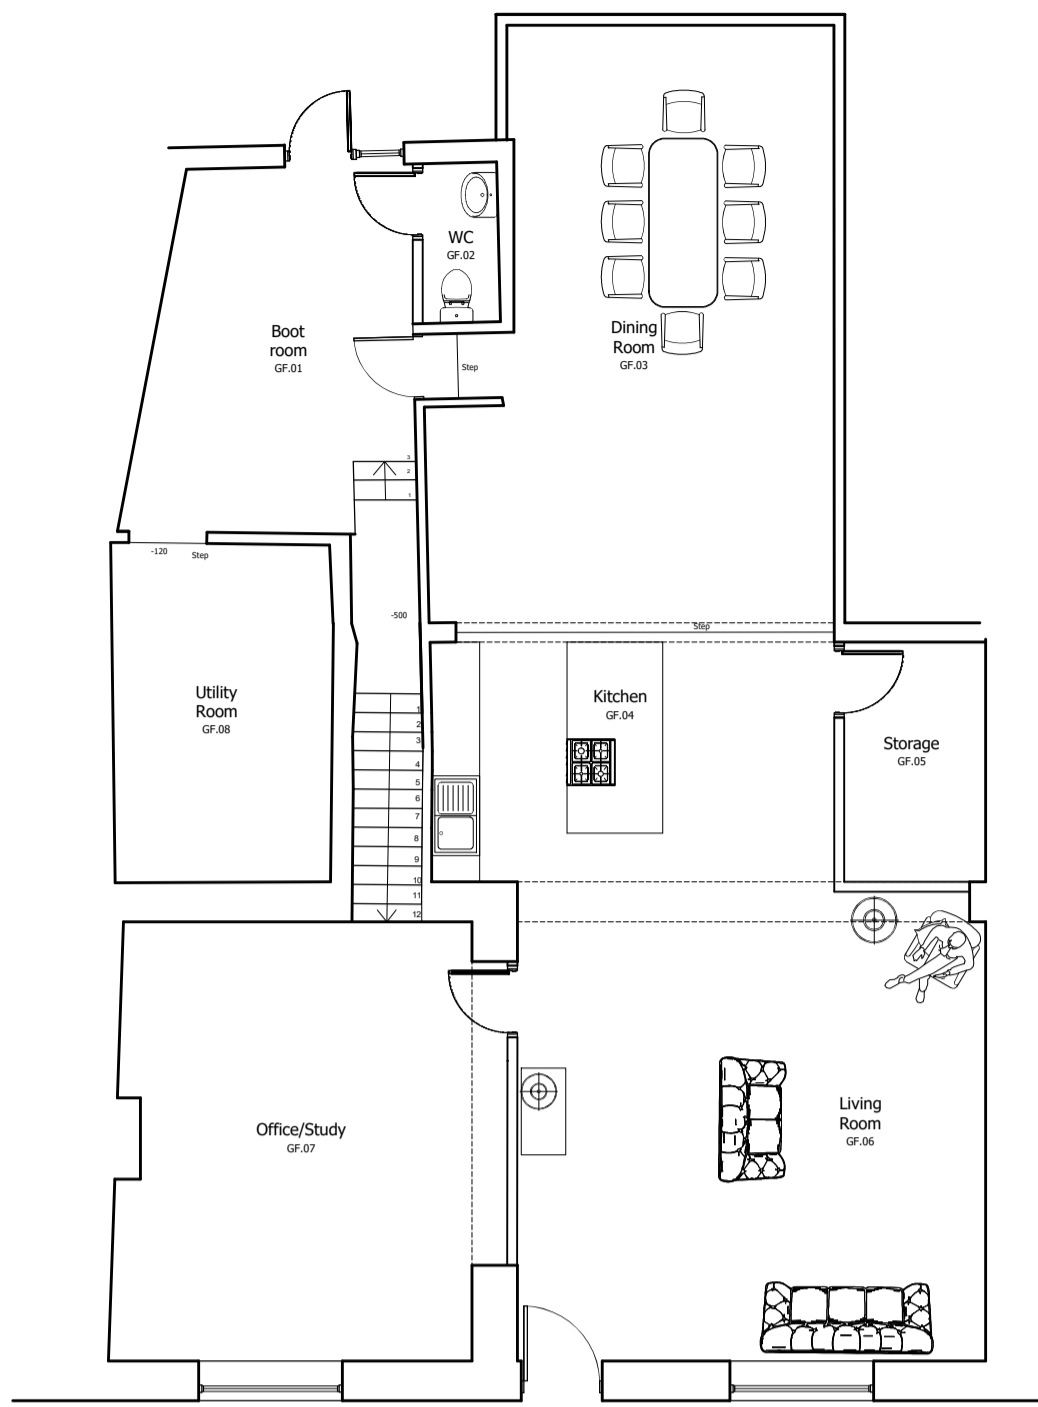 WC
GF.02
Boot
room
GF.01
Dining
Room
GF.03
Step
3
2
1
-120
Step
-500
Step
Utility
Room
GF.08
Kitchen
GF.04
Storage
GF.05
1
2
3
4
5
6
7
8
9
10
11
12
Office/Study
GF.07
Living
Room
GF.06